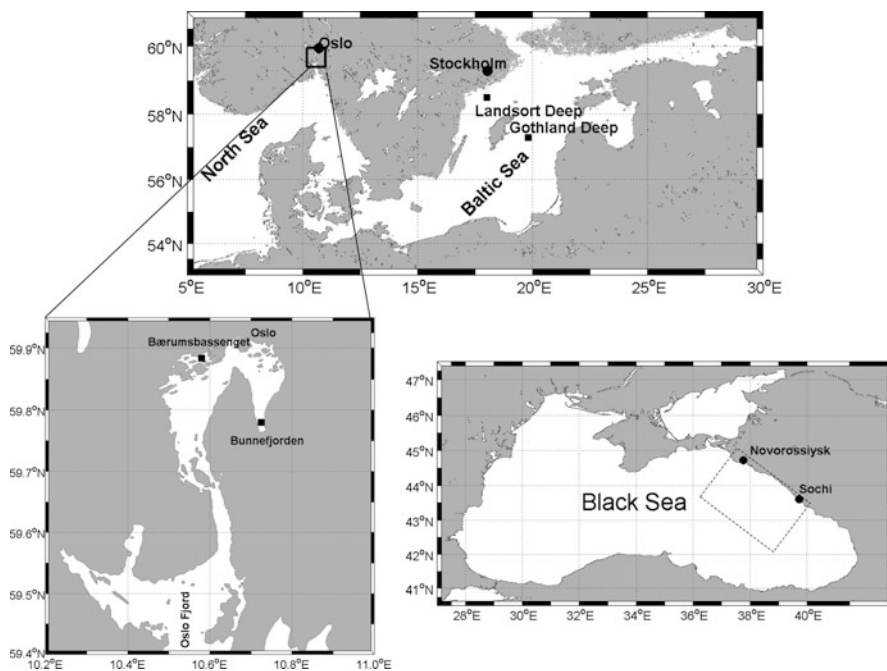 60°N
58°N
56°N
54°N
5°E 10°E 15°E 20°E 25°E 30°E
Oslo
Stockholm
Landsort Deep
Gothland Deep
North Sea
Baltic Sea
59.9°N
59.8°N
59.7°N
59.6°N
59.5°N
59.4°N
10.2°E 10.4°E 10.6°E 10.8°E 11.0°E
Oslo
Bærumsbassenget
Bunnefjorden
Oslo Fjord
47°N
46°N
45°N
44°N
43°N
42°N
41°N
28°E 30°E 32°E 34°E 36°E 38°E 40°E
Novorossiysk
Sochi
Black Sea